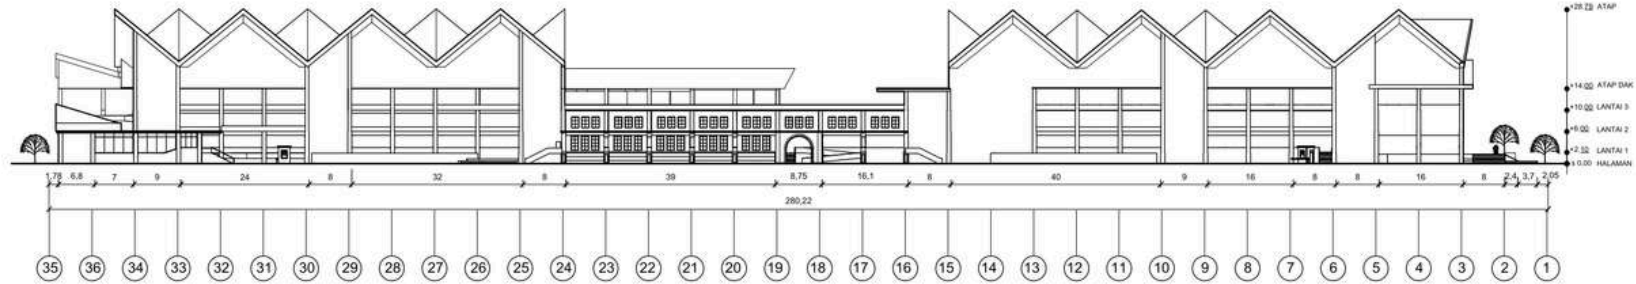 +28.75 ATAP
+14.00 ATAP DAK
+10.00 LANTAI 3
+6.00 LANTAI 2
+2.10 LANTAI 1
± 0.00 HALAMAN
1,78 6,8 7 9 24 8 32 8 39 8,75 16,1 8 40 9 16 8 8 16 8 2,4 3,7 2,05
280,22
35 36 34 33 32 31 30 29 28 27 26 25 24 23 22 21 20 19 18 17 16 15 14 13 12 11 10 9 8 7 6 5 4 3 2 1